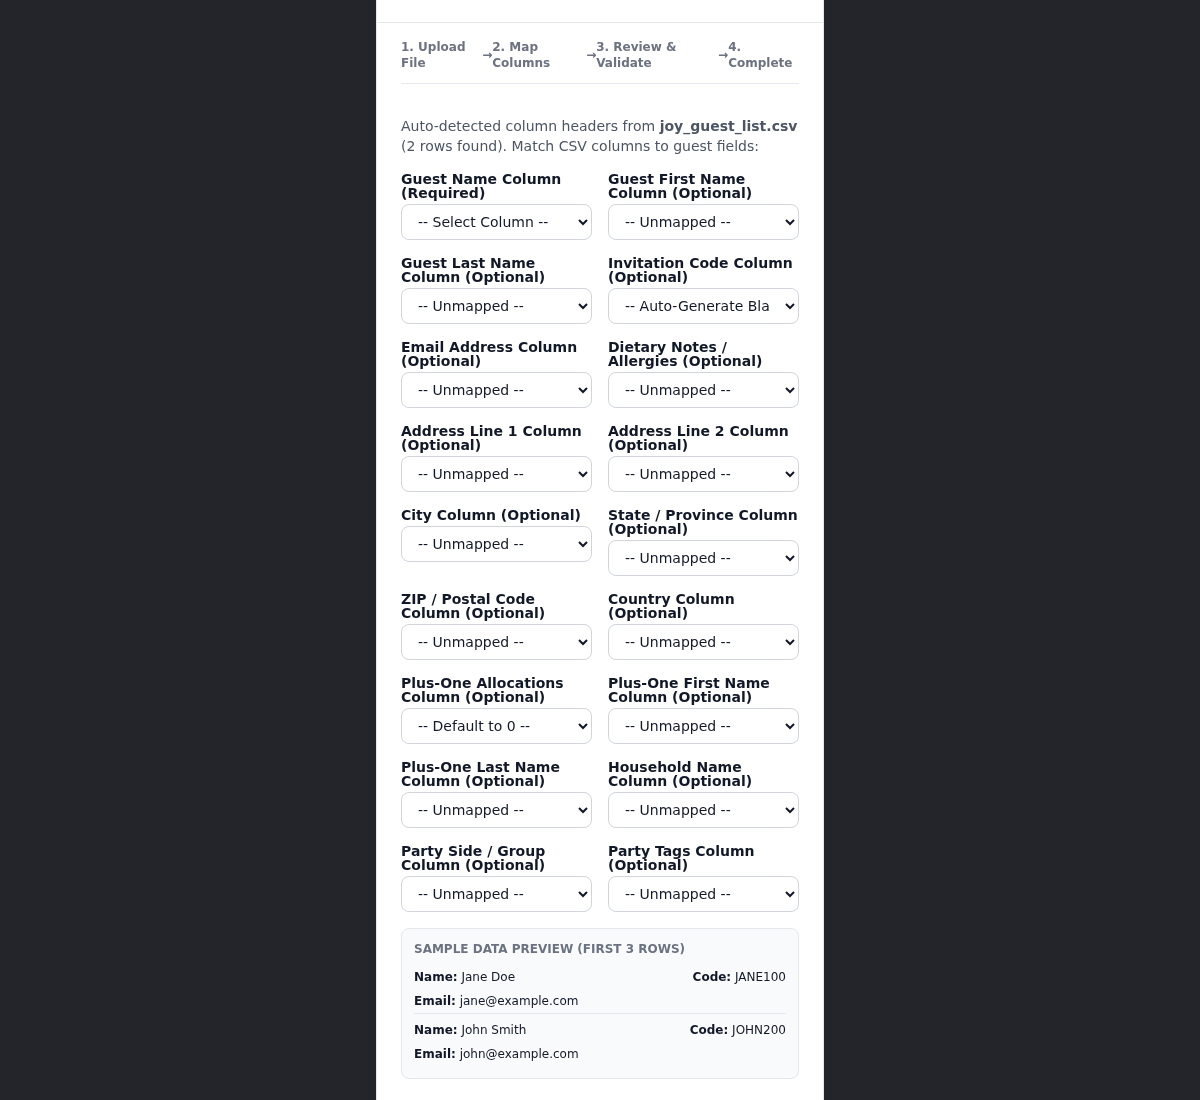 1. Upload File → 2. Map Columns → 3. Review & Validate → 4. Complete
Auto-detected column headers from joy_guest_list.csv
(2 rows found). Match CSV columns to guest fields:
Guest Name Column (Required)
-- Select Column --
Guest First Name Column (Optional)
-- Unmapped --
Guest Last Name Column (Optional)
-- Unmapped --
Invitation Code Column (Optional)
-- Auto-Generate Bla
Email Address Column (Optional)
-- Unmapped --
Dietary Notes / Allergies (Optional)
-- Unmapped --
Address Line 1 Column (Optional)
-- Unmapped --
Address Line 2 Column (Optional)
-- Unmapped --
City Column (Optional)
-- Unmapped --
State / Province Column (Optional)
-- Unmapped --
ZIP / Postal Code Column (Optional)
-- Unmapped --
Country Column (Optional)
-- Unmapped --
Plus-One Allocations Column (Optional)
-- Default to 0 --
Plus-One First Name Column (Optional)
-- Unmapped --
Plus-One Last Name Column (Optional)
-- Unmapped --
Household Name Column (Optional)
-- Unmapped --
Party Side / Group Column (Optional)
-- Unmapped --
Party Tags Column (Optional)
-- Unmapped --
SAMPLE DATA PREVIEW (FIRST 3 ROWS)
Name: Jane Doe Code: JANE100
Email: jane@example.com
Name: John Smith Code: JOHN200
Email: john@example.com